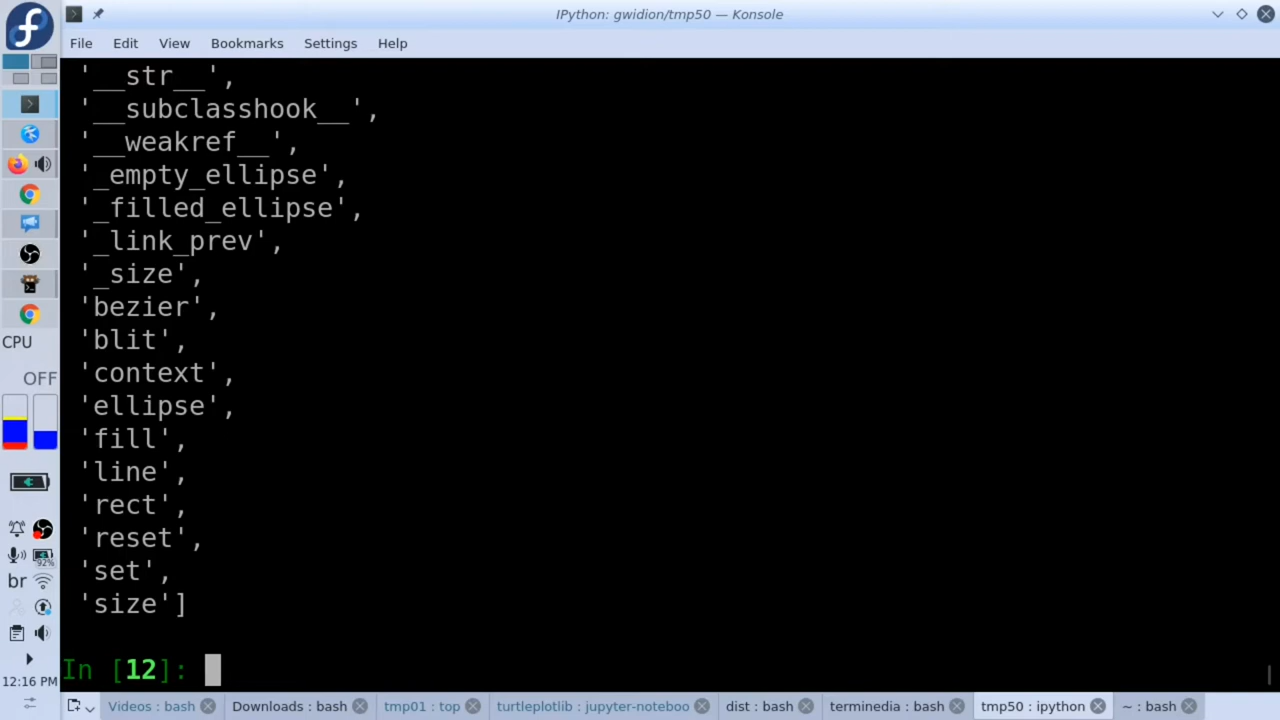 IPython: gwidion/tmp50 — Konsole
File Edit View Bookmarks Settings Help
'__str__',
'__subclasshook__',
'__weakref__',
'_empty_ellipse',
'_filled_ellipse',
'_link_prev',
'_size',
'bezier',
'blit',
'context',
'ellipse',
'fill',
'line',
'rect',
'reset',
'set',
'size']
In [12]:
CPU
OFF
92%
br
12:16 PM
Videos : bash Downloads : bash tmp01 : top turtleplotlib : jupyter-noteboo dist : bash terminedia : bash tmp50 : ipython ~ : bash